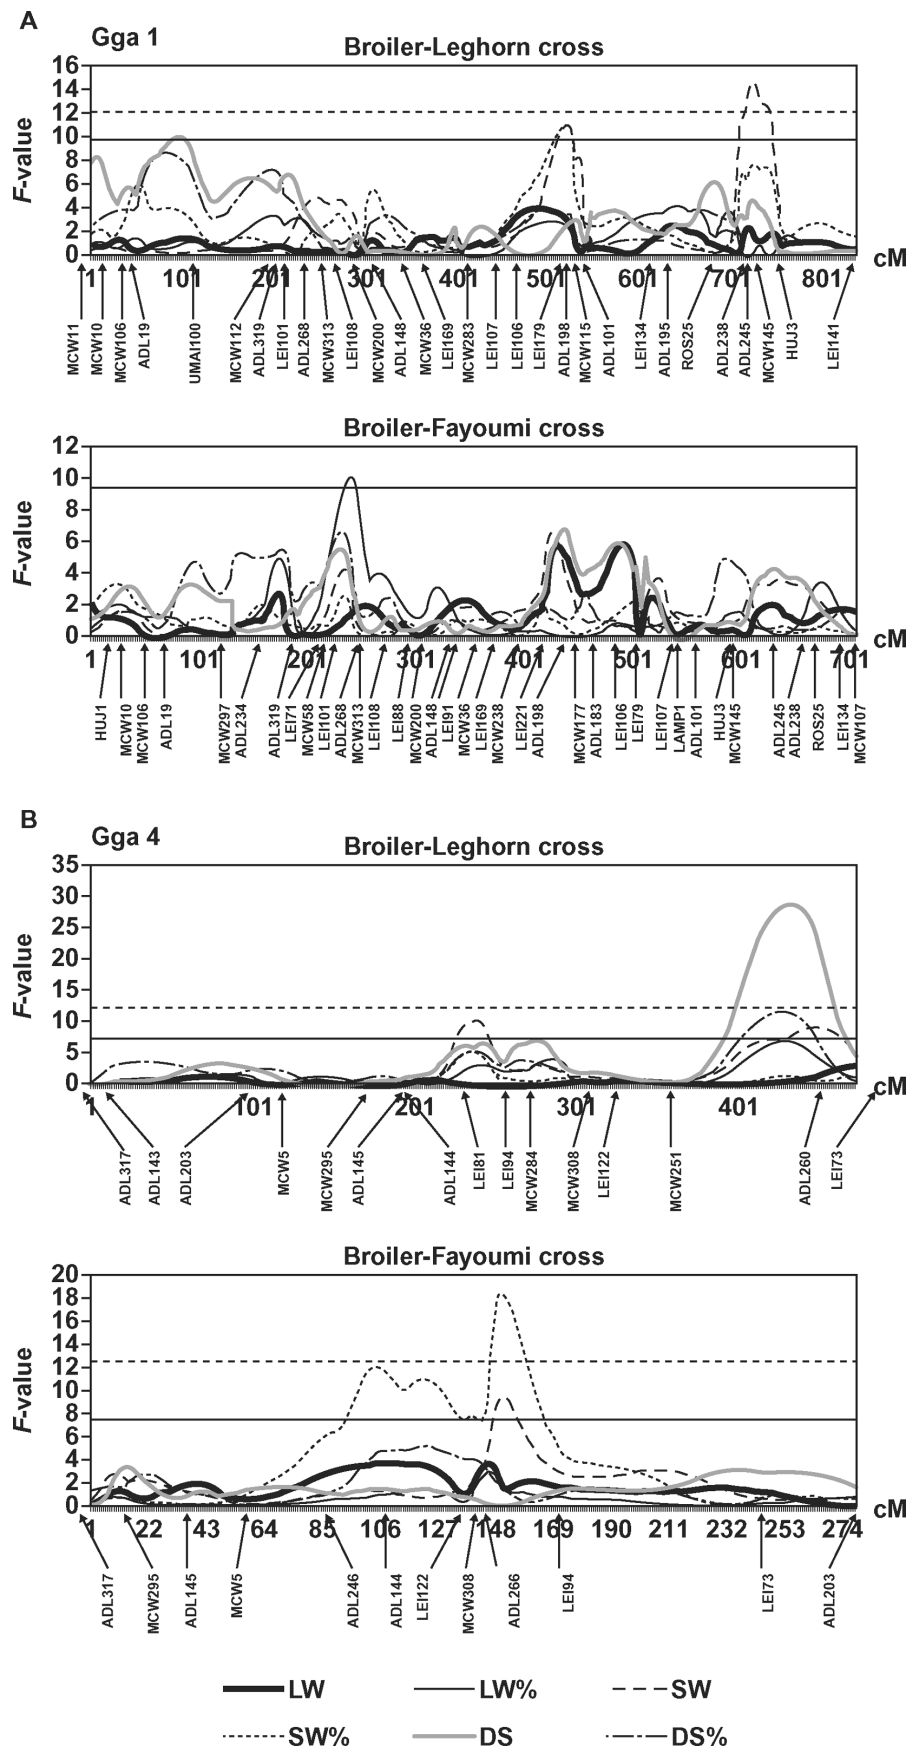 A
Gga 1
Broiler-Leghorn cross
F-value
16
14
12
10
8
6
4
2
0
1 101 201 301 401 501 601 701 801 cM
MCW11 MCW10 MCW106 ADL19 UMAI100 MCW112 ADL319 LEI101 ADL268 MCW313 LEI108 MCW200 ADL148 MCW36 LEI169 MCW283 LEI107 LEI106 LEI179 ADL198 MCW115 ADL101 LEI134 ADL195 ROS25 ADL238 ADL245 MCW145 HUJ3 LEI141
Broiler-Fayoumi cross
F-value
12
10
8
6
4
2
0
1 101 201 301 401 501 601 701 cM
HUJ1 MCW10 MCW106 ADL19 MCW297 ADL234 ADL319 LEI71 MCW58 LEI101 ADL268 MCW313 LEI108 LEI88 MCW200 ADL148 LEI91 MCW36 LEI169 MCW238 LEI221 ADL198 MCW177 ADL183 LEI106 LEI79 LEI107 LAMP1 ADL101 HUJ3 MCW145 ADL245 ADL238 ROS25 LEI134 MCW107
B
Gga 4
Broiler-Leghorn cross
F-value
35
30
25
20
15
10
5
0
1 101 201 301 401 cM
ADL317 ADL143 ADL203 MCW5 MCW295 ADL145 ADL144 LEI81 LEI94 MCW284 MCW308 LEI122 MCW251 ADL260 LEI73
Broiler-Fayoumi cross
F-value
20
18
16
14
12
10
8
6
4
2
0
1 22 43 64 85 106 127 148 169 190 211 232 253 274 cM
ADL317 MCW295 ADL145 MCW5 ADL246 ADL144 LEI122 MCW308 ADL266 LEI94 LEI73 ADL203
LW LW% SW
SW% DS DS%